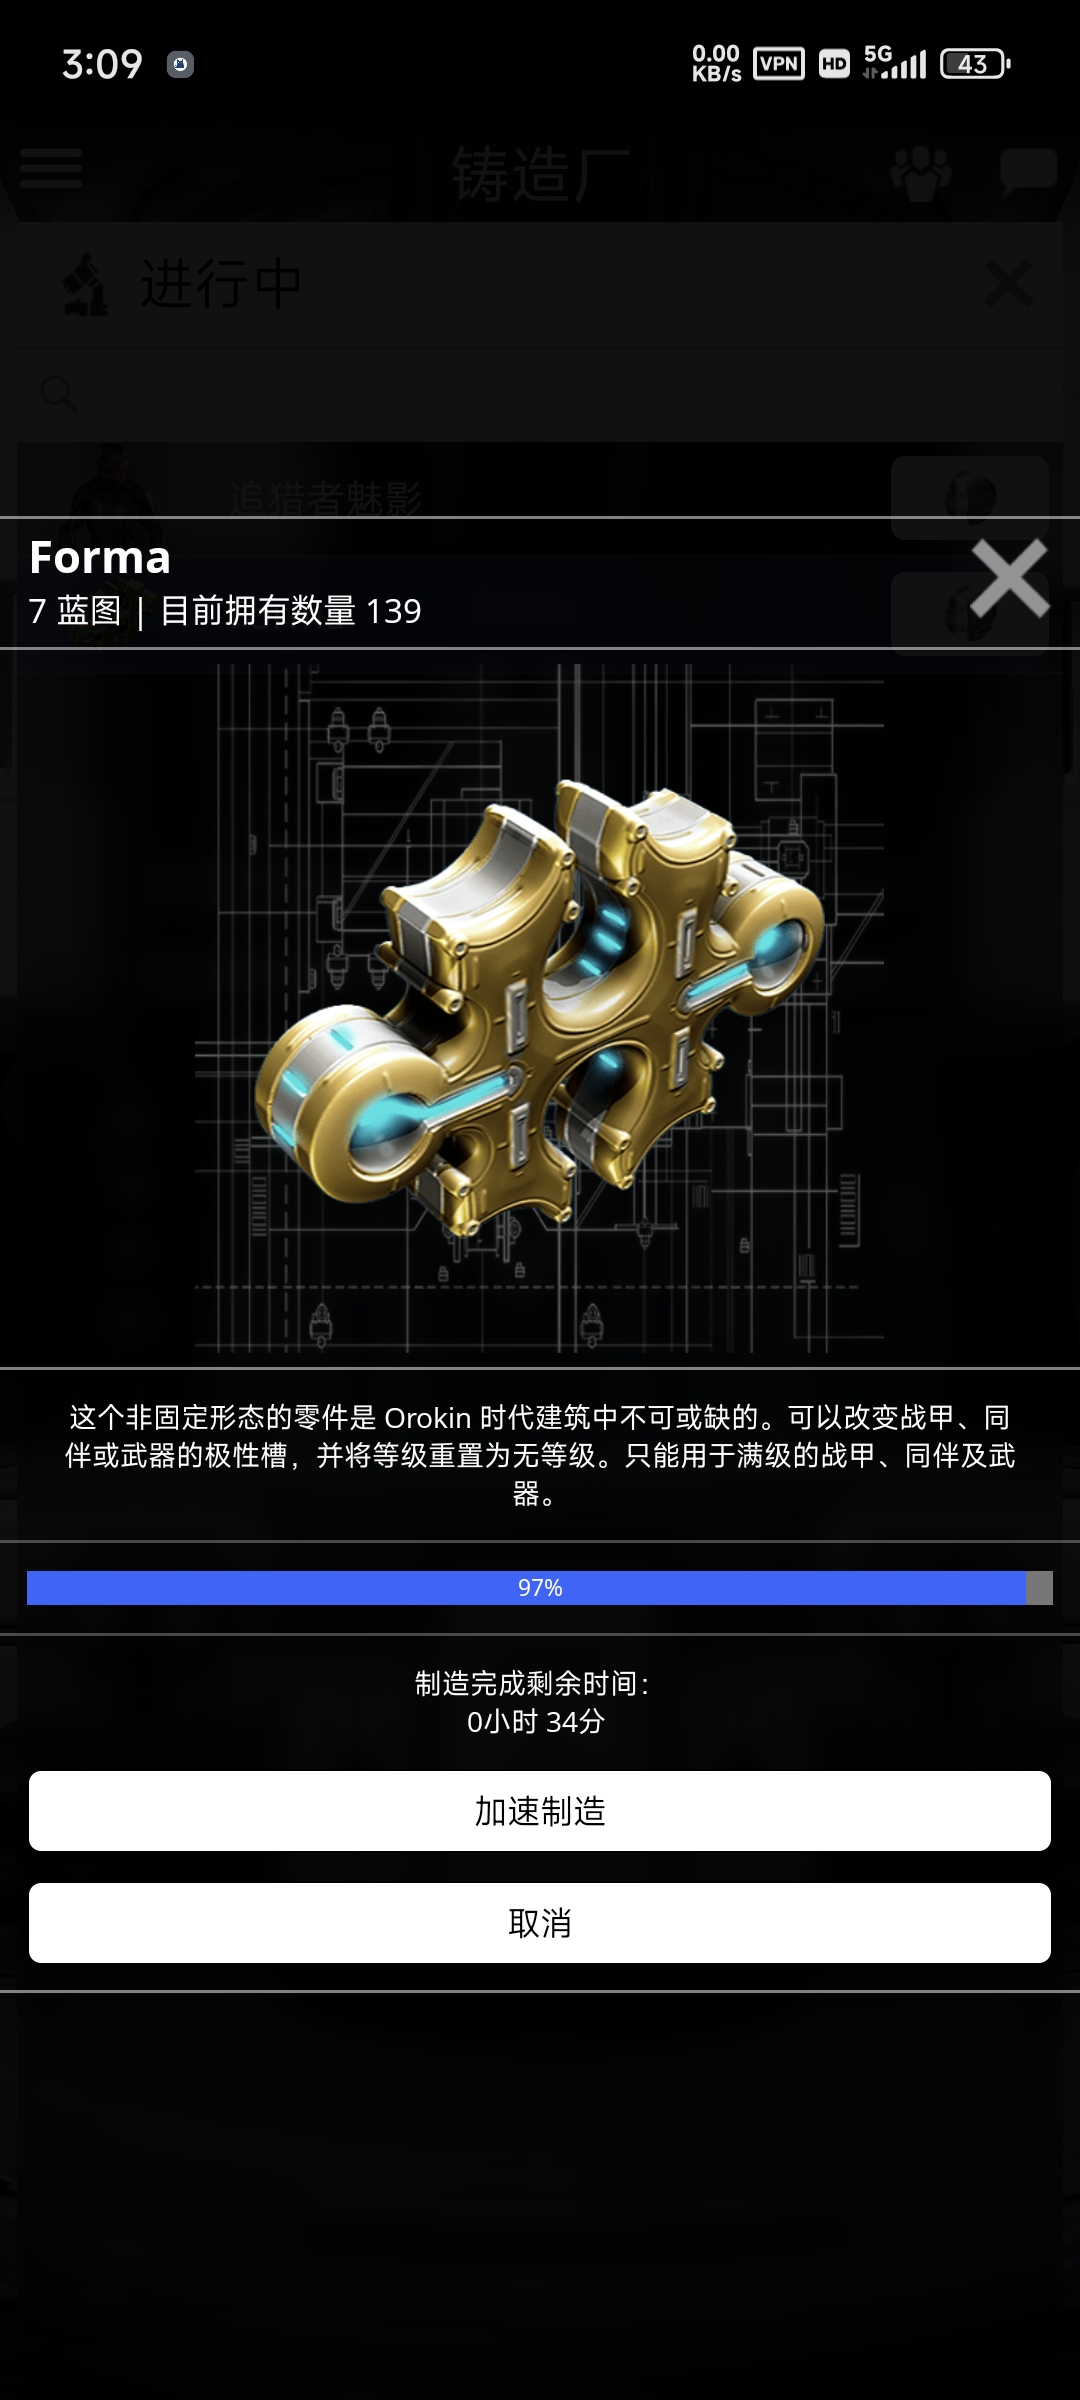 3:09
0.00
KB/s
VPN
HD
5G
43
铸造厂
进行中
追猎者魅影
Forma
7 蓝图 | 目前拥有数量 139
这个非固定形态的零件是 Orokin 时代建筑中不可或缺的。可以改变战甲、同
伴或武器的极性槽，并将等级重置为无等级。只能用于满级的战甲、同伴及武
器。
97%
制造完成剩余时间：
0小时 34分
加速制造
取消